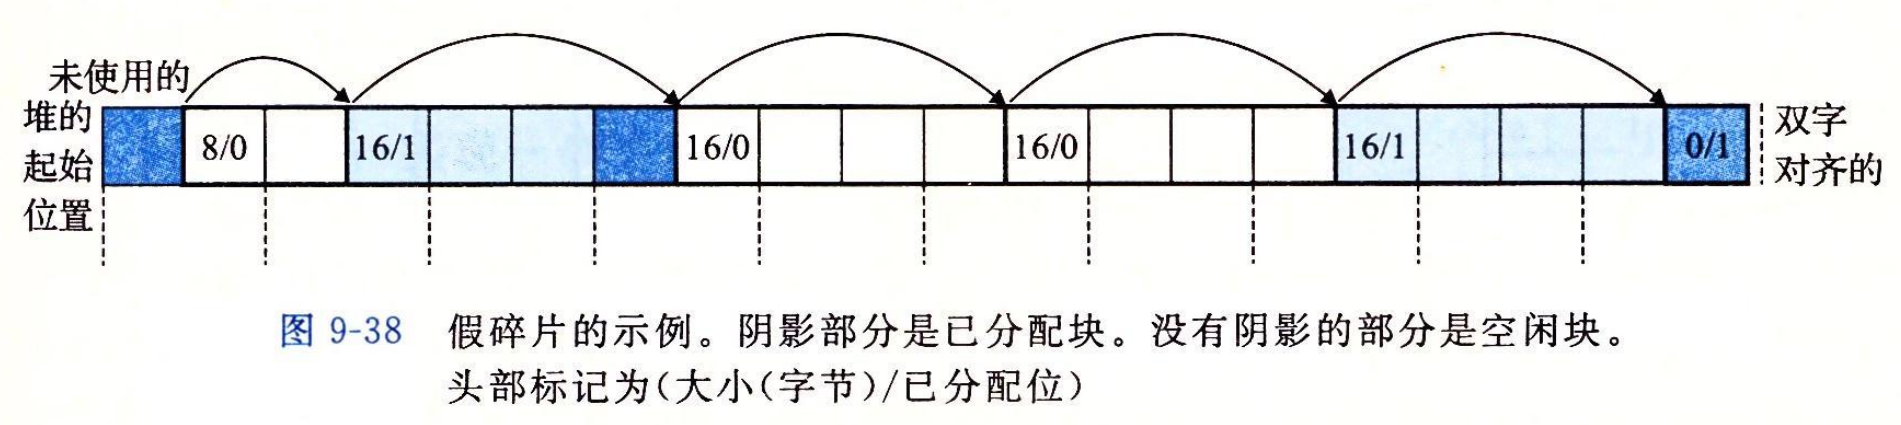 未使用的
堆的
起始
位置
8/0
16/1
16/0
16/0
16/1
0/1
双字
对齐的
图 9-38 假碎片的示例。阴影部分是已分配块。没有阴影的部分是空闲块。
头部标记为(大小(字节)/已分配位)